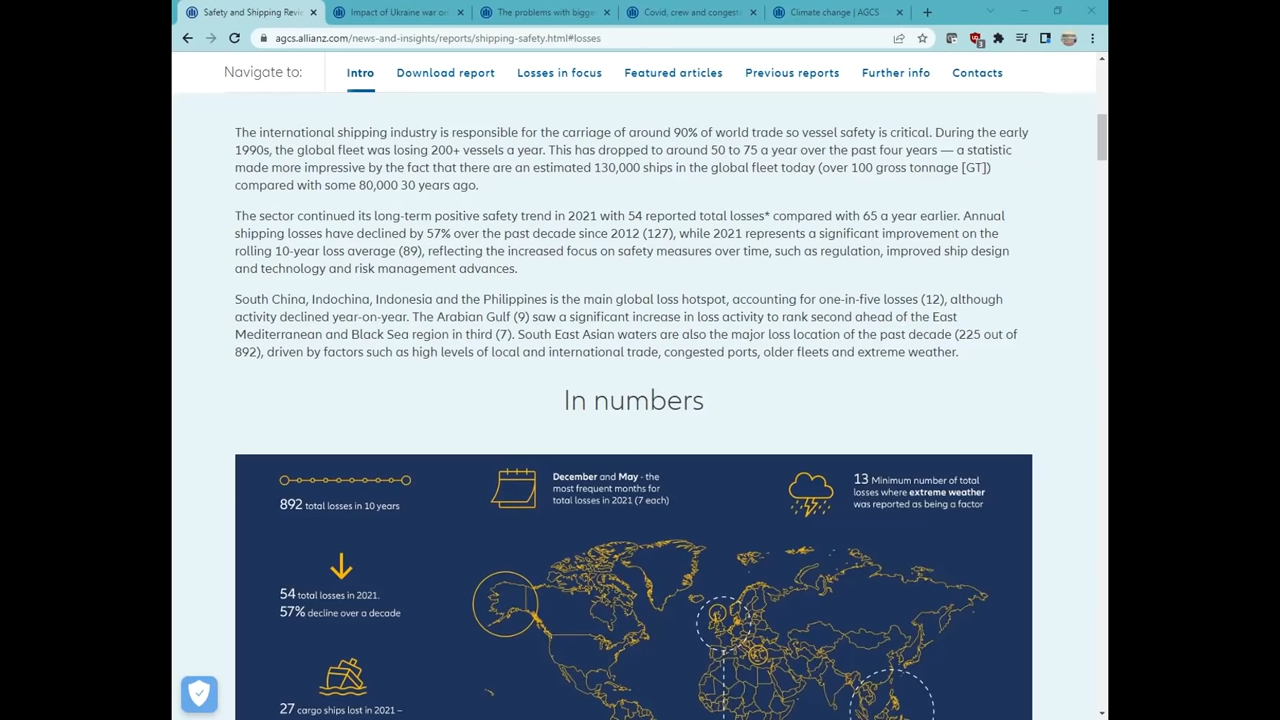 Safety and Shipping Revie
Impact of Ukraine war on
The problems with bigge
Covid, crew and congest
Climate change | AGCS
agcs.allianz.com/news-and-insights/reports/shipping-safety.html#losses
Navigate to:
Intro
Download report
Losses in focus
Featured articles
Previous reports
Further info
Contacts
The international shipping industry is responsible for the carriage of around 90% of world trade so vessel safety is critical. During the early
1990s, the global fleet was losing 200+ vessels a year. This has dropped to around 50 to 75 a year over the past four years — a statistic
made more impressive by the fact that there are an estimated 130,000 ships in the global fleet today (over 100 gross tonnage [GT])
compared with some 80,000 30 years ago.
The sector continued its long-term positive safety trend in 2021 with 54 reported total losses* compared with 65 a year earlier. Annual
shipping losses have declined by 57% over the past decade since 2012 (127), while 2021 represents a significant improvement on the
rolling 10-year loss average (89), reflecting the increased focus on safety measures over time, such as regulation, improved ship design
and technology and risk management advances.
South China, Indochina, Indonesia and the Philippines is the main global loss hotspot, accounting for one-in-five losses (12), although
activity declined year-on-year. The Arabian Gulf (9) saw a significant increase in loss activity to rank second ahead of the East
Mediterranean and Black Sea region in third (7). South East Asian waters are also the major loss location of the past decade (225 out of
892), driven by factors such as high levels of local and international trade, congested ports, older fleets and extreme weather.
In numbers
892 total losses in 10 years
December and May - the
most frequent months for
total losses in 2021 (7 each)
13 Minimum number of total
losses where extreme weather
was reported as being a factor
54 total losses in 2021.
57% decline over a decade
27 cargo ships lost in 2021 –